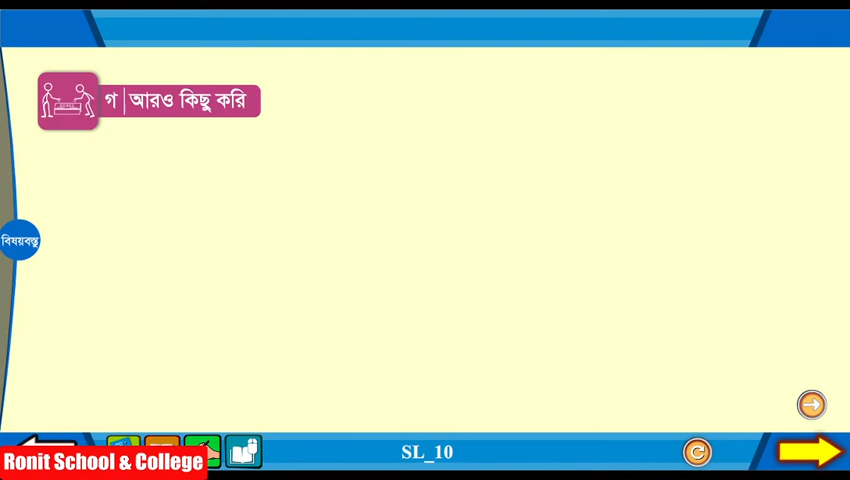 গ | আরও কিছু করি
বিষয়বস্তু
SL_10
Ronit School & College